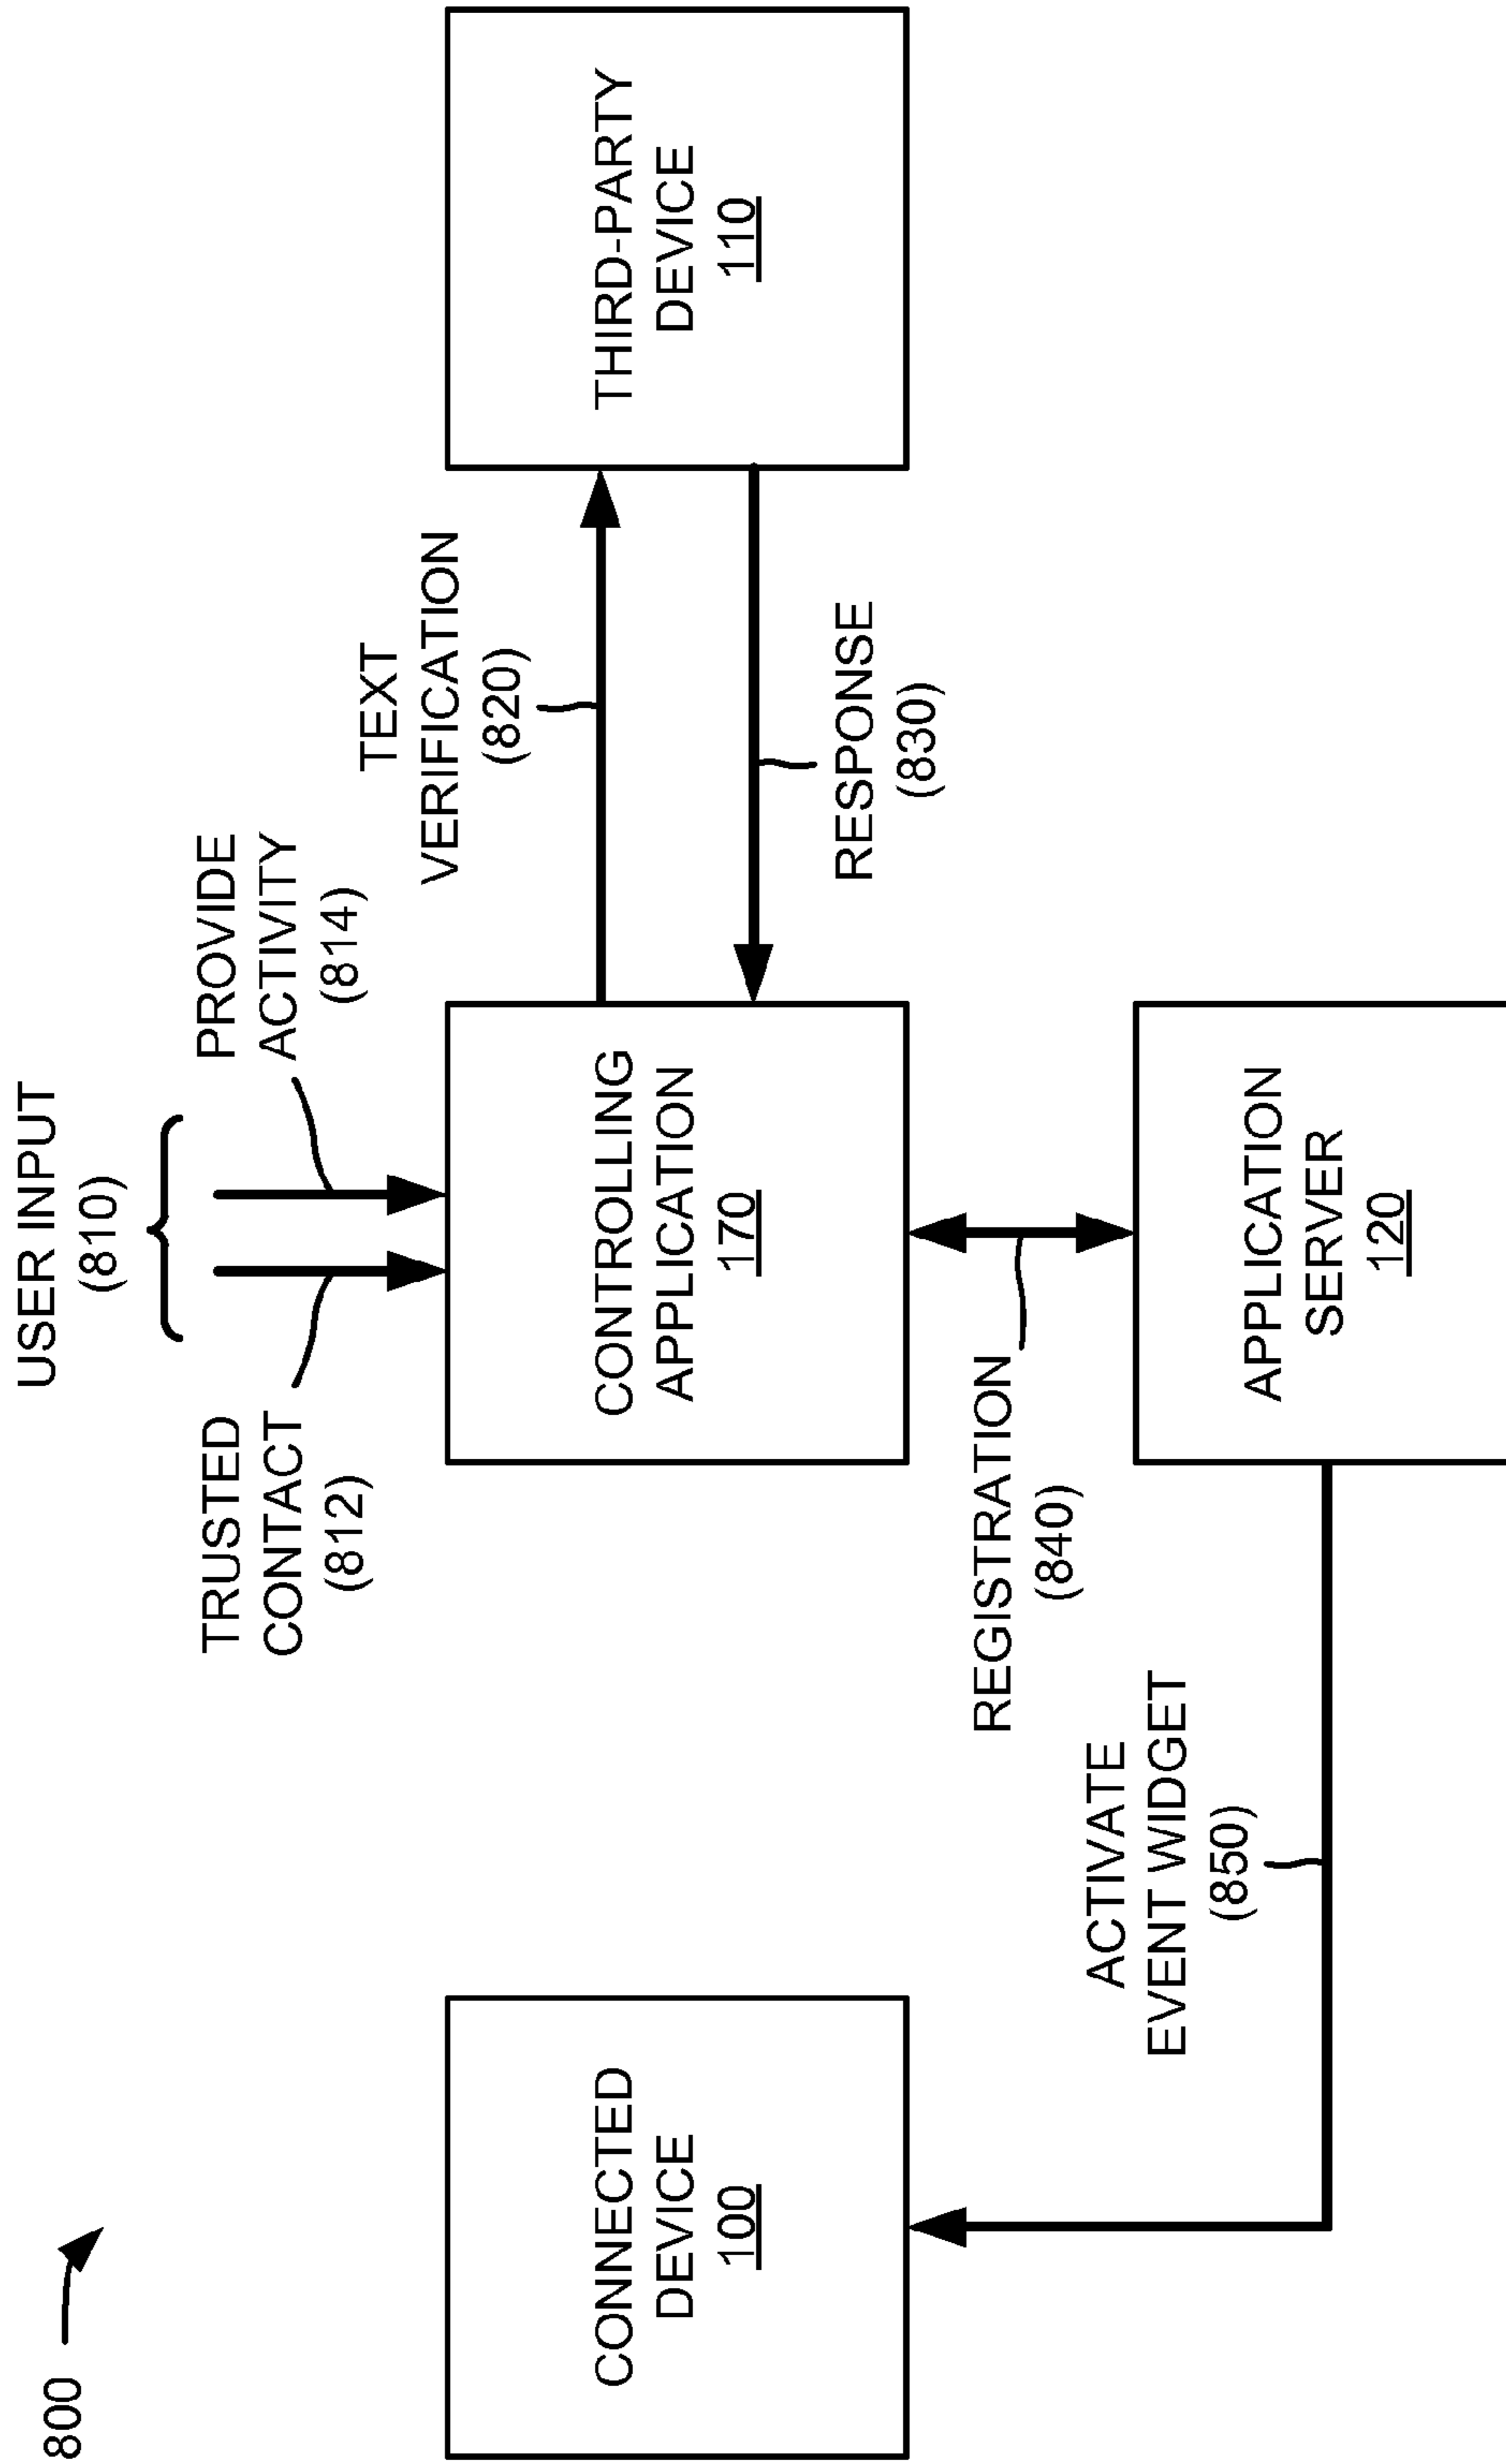 800
USER INPUT
(810)
TRUSTED
CONTACT
(812)
PROVIDE
ACTIVITY
(814)
TEXT
VERIFICATION
(820)
CONNECTED
DEVICE
100
CONTROLLING
APPLICATION
170
THIRD-PARTY
DEVICE
110
RESPONSE
(830)
REGISTRATION
(840)
ACTIVATE
EVENT WIDGET
(850)
APPLICATION
SERVER
120